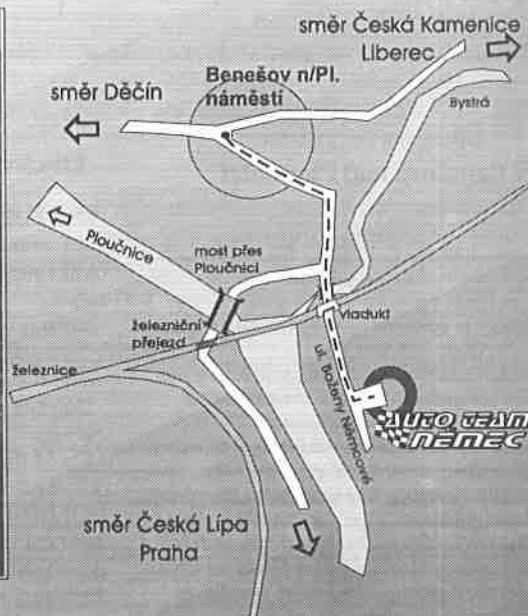 směr Česká Kamenice
Liberec
Benešov n/Pl.
náměstí
směr Děčín
Bystrá
Ploučnice
most přes
Ploučnici
železniční
přejezd
viadukt
železnice
ul. Boženy Němcové
AUTO TEAM
NĚMEC
směr Česká Lípa
Praha